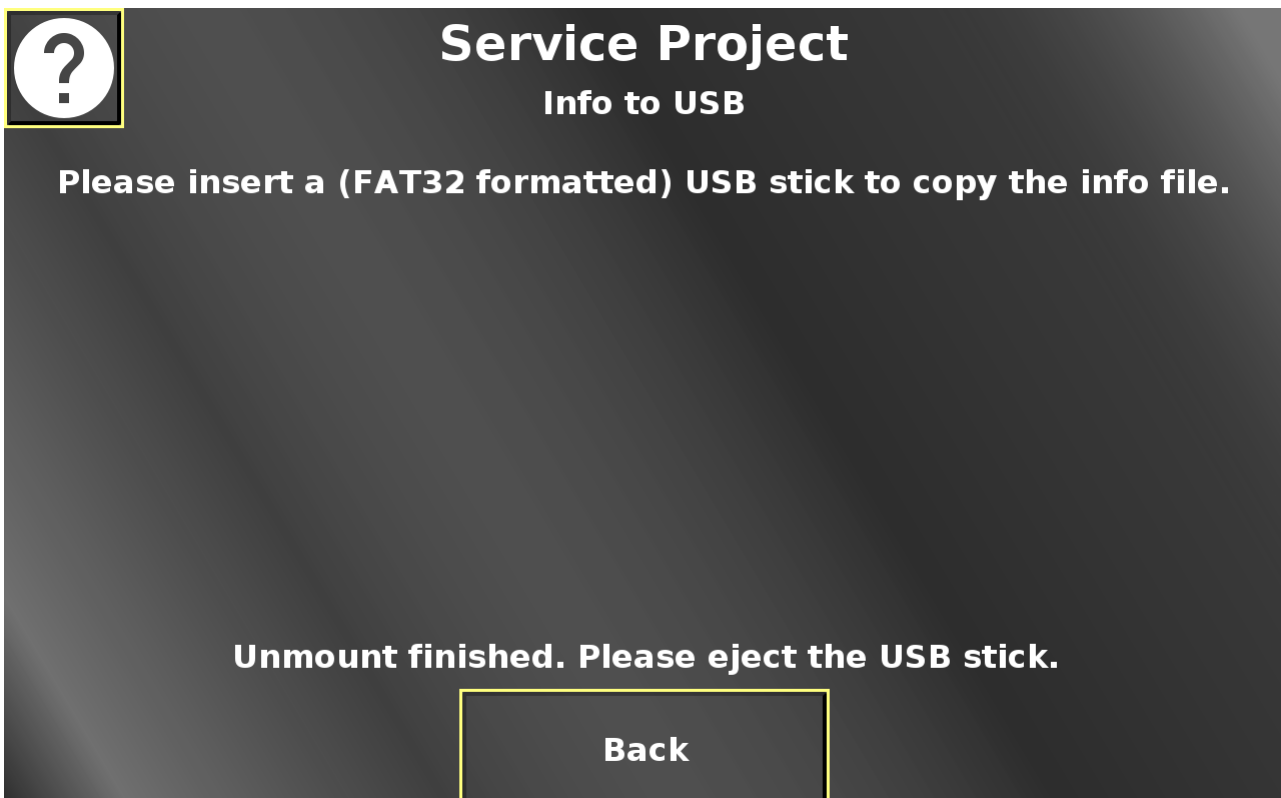 ?
Service Project
Info to USB
Please insert a (FAT32 formatted) USB stick to copy the info file.
Unmount finished. Please eject the USB stick.
Back